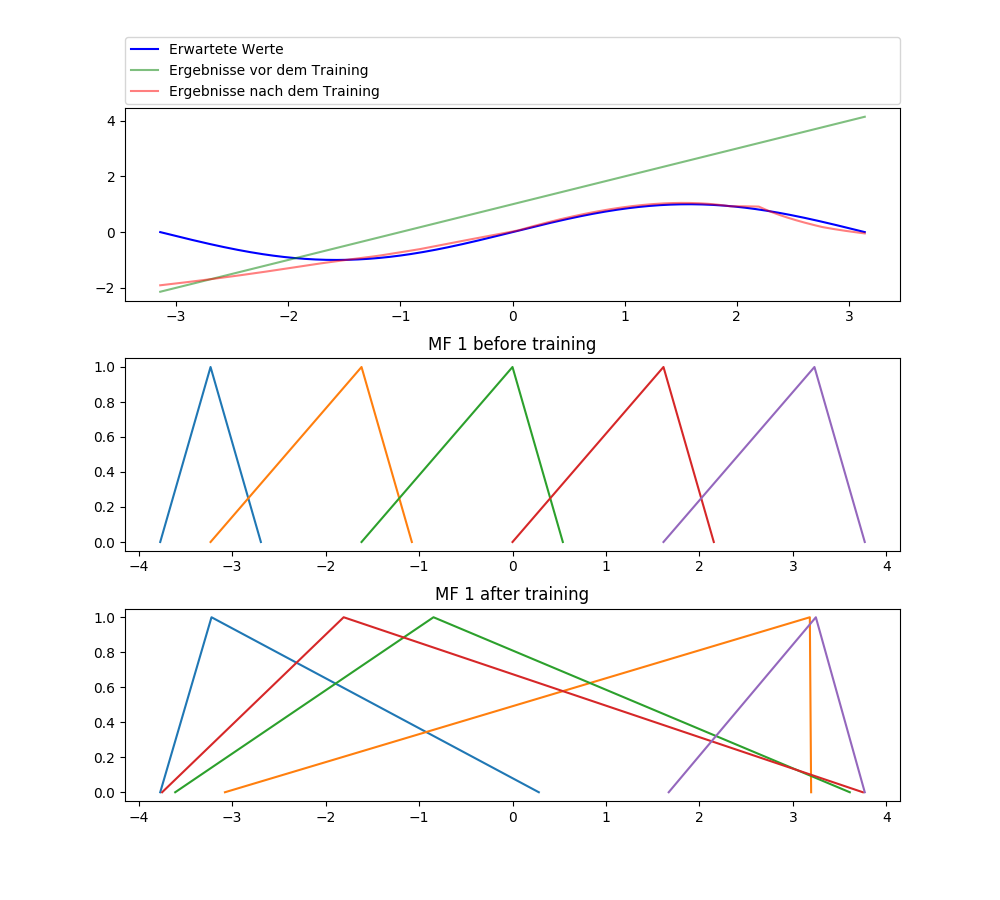 Erwartete Werte
Ergebnisse vor dem Training
Ergebnisse nach dem Training
4
2
0
−2
−3 −2 −1 0 1 2 3
MF 1 before training
1.0
0.8
0.6
0.4
0.2
0.0
−4 −3 −2 −1 0 1 2 3 4
MF 1 after training
1.0
0.8
0.6
0.4
0.2
0.0
−4 −3 −2 −1 0 1 2 3 4